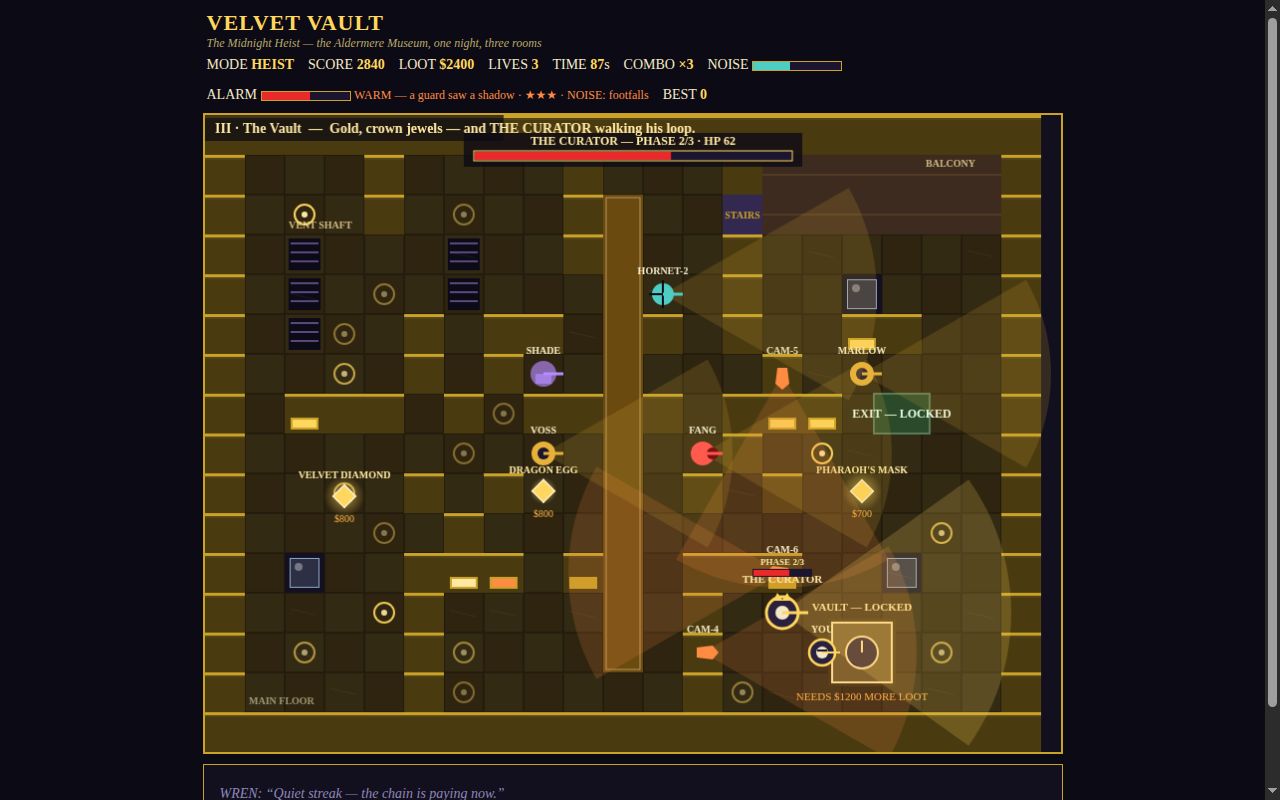 VELVET VAULT
The Midnight Heist — the Aldermere Museum, one night, three rooms
MODE HEIST SCORE 2840 LOOT $2400 LIVES 3 TIME 87s COMBO ×3 NOISE
ALARM WARM — a guard saw a shadow · ★★★ · NOISE: footfalls BEST 0
III · The Vault — Gold, crown jewels — and THE CURATOR walking his loop.
THE CURATOR — PHASE 2/3 · HP 62
BALCONY
STAIRS
VENT SHAFT
HORNET-2
SHADE
CAM-5
MARLOW
EXIT — LOCKED
VOSS
FANG
VELVET DIAMOND
DRAGON EGG
PHARAOH'S MASK
$800
$800
$700
CAM-6
PHASE 2/3
THE CURATOR
VAULT — LOCKED
CAM-4
YOU
NEEDS $1200 MORE LOOT
MAIN FLOOR
WREN: “Quiet streak — the chain is paying now.”